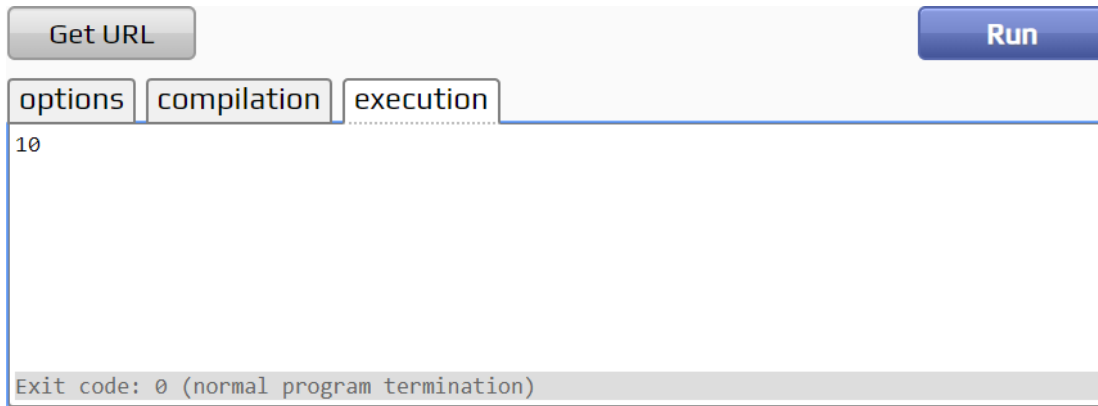 Get URL Run
options compilation execution
10
Exit code: 0 (normal program termination)